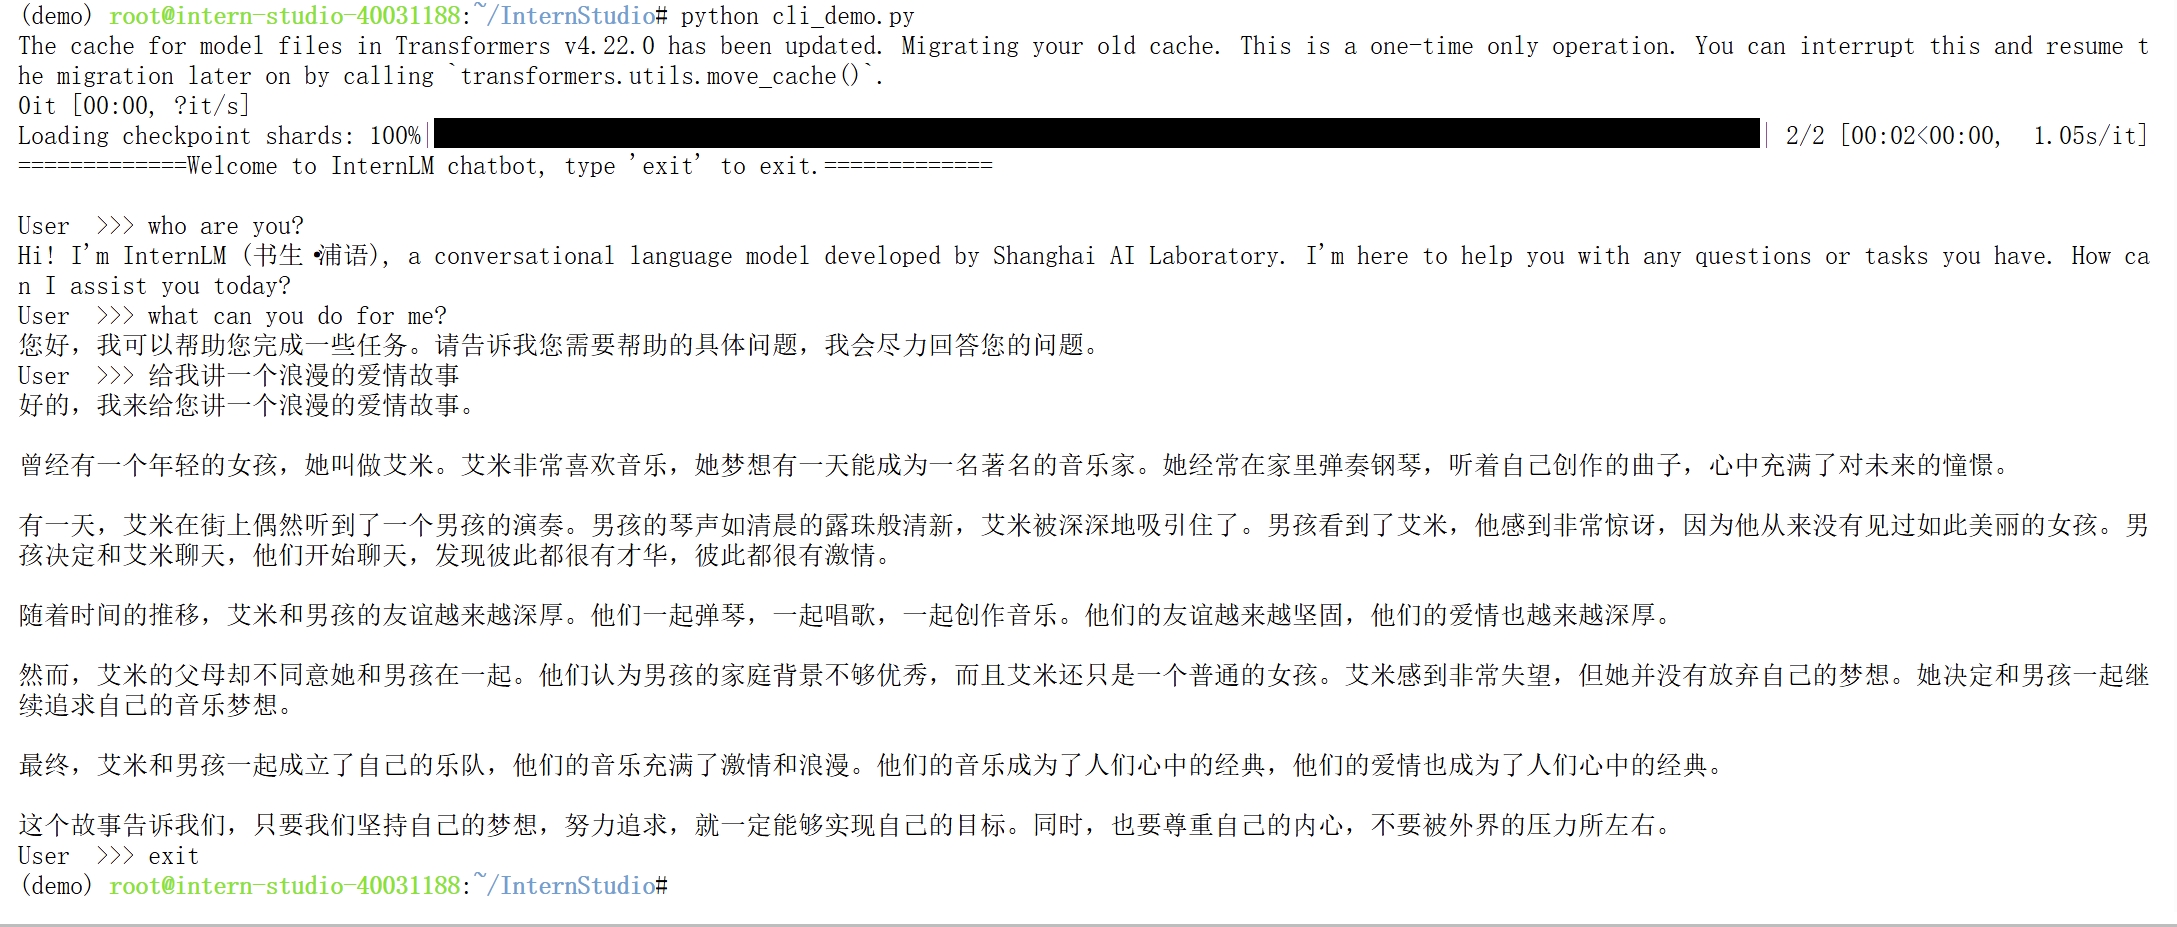 (demo) root@intern-studio-40031188:~/InternStudio# python cli_demo.py
The cache for model files in Transformers v4.22.0 has been updated. Migrating your old cache. This is a one-time only operation. You can interrupt this and resume t
he migration later on by calling `transformers.utils.move_cache()`.
0it [00:00, ?it/s]
Loading checkpoint shards: 100%|██████████| 2/2 [00:02<00:00,  1.05s/it]
=============Welcome to InternLM chatbot, type 'exit' to exit.=============
User  >>> who are you?
Hi! I'm InternLM (书生·浦语), a conversational language model developed by Shanghai AI Laboratory. I'm here to help you with any questions or tasks you have. How ca
n I assist you today?
User  >>> what can you do for me?
您好，我可以帮助您完成一些任务。请告诉我您需要帮助的具体问题，我会尽力回答您的问题。
User  >>> 给我讲一个浪漫的爱情故事
好的，我来给您讲一个浪漫的爱情故事。
曾经有一个年轻的女孩，她叫做艾米。艾米非常喜欢音乐，她梦想有一天能成为一名著名的音乐家。她经常在家里弹奏钢琴，听着自己创作的曲子，心中充满了对未来的憧憬。
有一天，艾米在街上偶然听到了一个男孩的演奏。男孩的琴声如清晨的露珠般清新，艾米被深深地吸引住了。男孩看到了艾米，他感到非常惊讶，因为他从来没有见过如此美丽的女孩。男
孩决定和艾米聊天，他们开始聊天，发现彼此都很有才华，彼此都很有激情。
随着时间的推移，艾米和男孩的友谊越来越深厚。他们一起弹琴，一起唱歌，一起创作音乐。他们的友谊越来越坚固，他们的爱情也越来越深厚。
然而，艾米的父母却不同意她和男孩在一起。他们认为男孩的家庭背景不够优秀，而且艾米还只是一个普通的女孩。艾米感到非常失望，但她并没有放弃自己的梦想。她决定和男孩一起继
续追求自己的音乐梦想。
最终，艾米和男孩一起成立了自己的乐队，他们的音乐充满了激情和浪漫。他们的音乐成为了人们心中的经典，他们的爱情也成为了人们心中的经典。
这个故事告诉我们，只要我们坚持自己的梦想，努力追求，就一定能够实现自己的目标。同时，也要尊重自己的内心，不要被外界的压力所左右。
User  >>> exit
(demo) root@intern-studio-40031188:~/InternStudio#